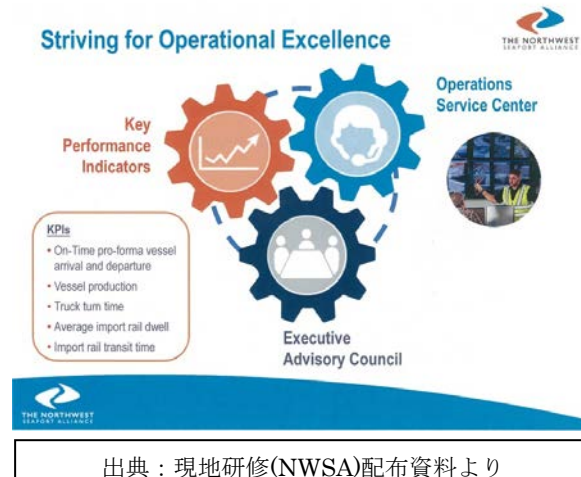 Striving for Operational Excellence
THE NORTHWEST
SEAPORT ALLIANCE
Key
Performance
Indicators
Operations
Service Center
KPIs
• On-Time pro-forma vessel
arrival and departure
• Vessel production
• Truck turn time
• Average import rail dwell
• Import rail transit time
Executive
Advisory Council
THE NORTHWEST
SEAPORT ALLIANCE
出典：現地研修(NWSA)配布資料より